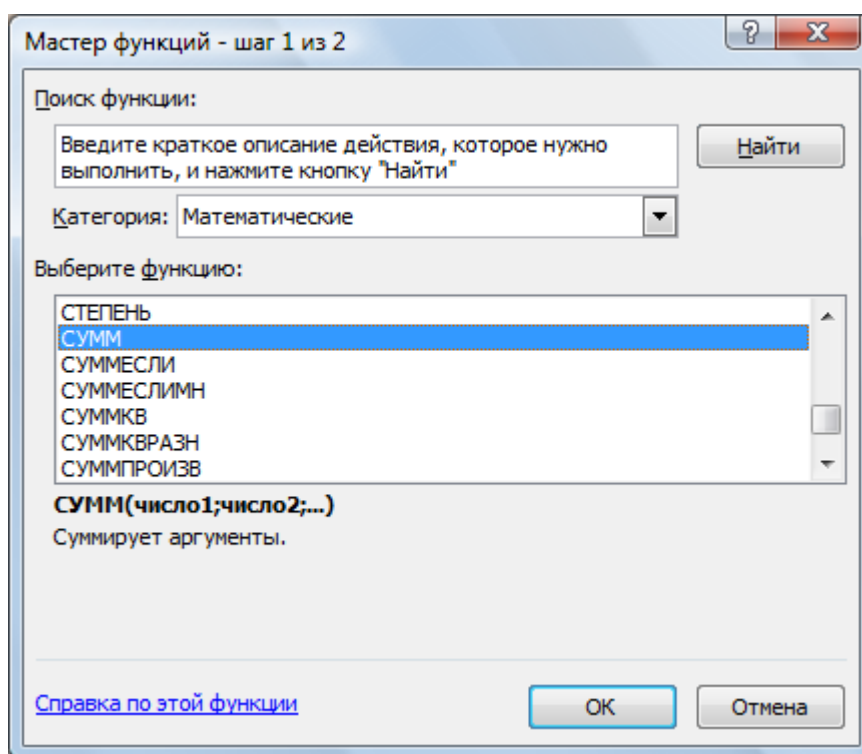 Мастер функций - шаг 1 из 2
Поиск функции:
Введите краткое описание действия, которое нужно
выполнить, и нажмите кнопку "Найти"
Найти
Категория: Математические
Выберите функцию:
СТЕПЕНЬ
СУММ
СУММЕСЛИ
СУММЕСЛИМН
СУММКВ
СУММКВРАЗН
СУММПРОИЗВ
СУММ(число1;число2;...)
Суммирует аргументы.
Справка по этой функции
ОК
Отмена